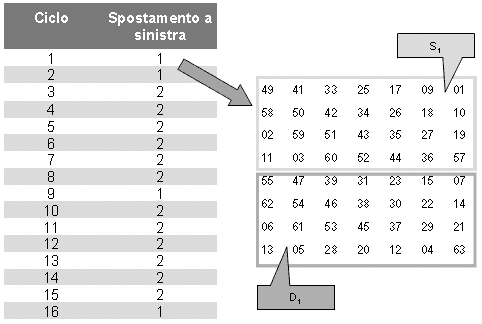 Ciclo Spostamento a
sinistra
1 1
2 1
3 2
4 2
5 2
6 2
7 2
8 2
9 1
10 2
11 2
12 2
13 2
14 2
15 2
16 1
S1
49 41 33 25 17 09 01
58 50 42 34 26 18 10
02 59 51 43 35 27 19
11 03 60 52 44 36 57
55 47 39 31 23 15 07
62 54 46 38 30 22 14
06 61 53 45 37 29 21
13 05 28 20 12 04 63
D1